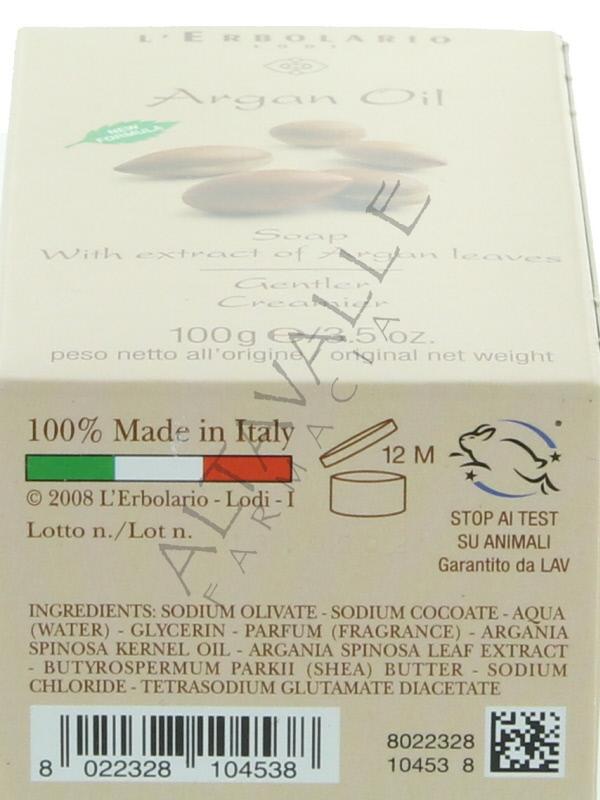 L'ERBOLARIO
LODI
Argan Oil
NEW
FORMULA
Soap
With extract of Argan leaves
Gentler
Creamier
100g e/3.5 oz.
peso netto all'origine/original net weight
100% Made in Italy
12 M
© 2008 L'Erbolario - Lodi - I
Lotto n./Lot n.
STOP AI TEST
SU ANIMALI
Garantito da LAV
INGREDIENTS: SODIUM OLIVATE - SODIUM COCOATE - AQUA
(WATER) - GLYCERIN - PARFUM (FRAGRANCE) - ARGANIA
SPINOSA KERNEL OIL - ARGANIA SPINOSA LEAF EXTRACT
- BUTYROSPERMUM PARKII (SHEA) BUTTER - SODIUM
CHLORIDE - TETRASODIUM GLUTAMATE DIACETATE
8 022328 104538
8022328
10453 8
ALTAVALLE
FARMACIA